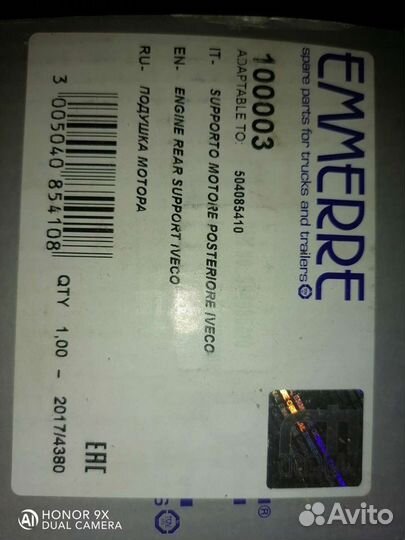 EMMERRE
spare parts for trucks and trailers
100003
ADAPTABLE TO: 504085410
IT- SUPPORTO MOTORE POSTERIORE IVECO
EN- ENGINE REAR SUPPORT IVECO
RU- ПОДУШКА МОТОРА
3 005040 854108
QTY 1,00 - 2017/4380
EAC
®
AI HONOR 9X
DUAL CAMERA
Avito